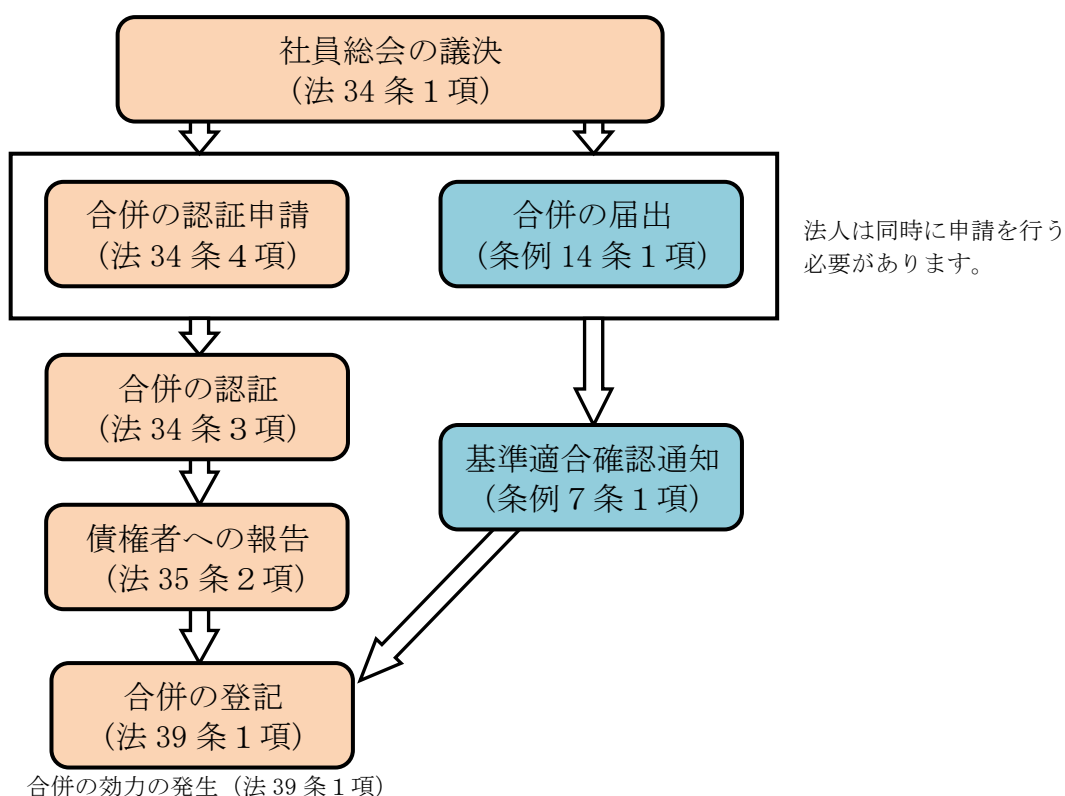 社員総会の議決
（法 34 条１項）
合併の認証申請
（法 34 条４項）
合併の届出
（条例 14 条１項）
法人は同時に申請を行う
必要があります。
合併の認証
（法 34 条３項）
基準適合確認通知
（条例７条１項）
債権者への報告
（法 35 条２項）
合併の登記
（法 39 条１項）
合併の効力の発生（法 39 条１項）